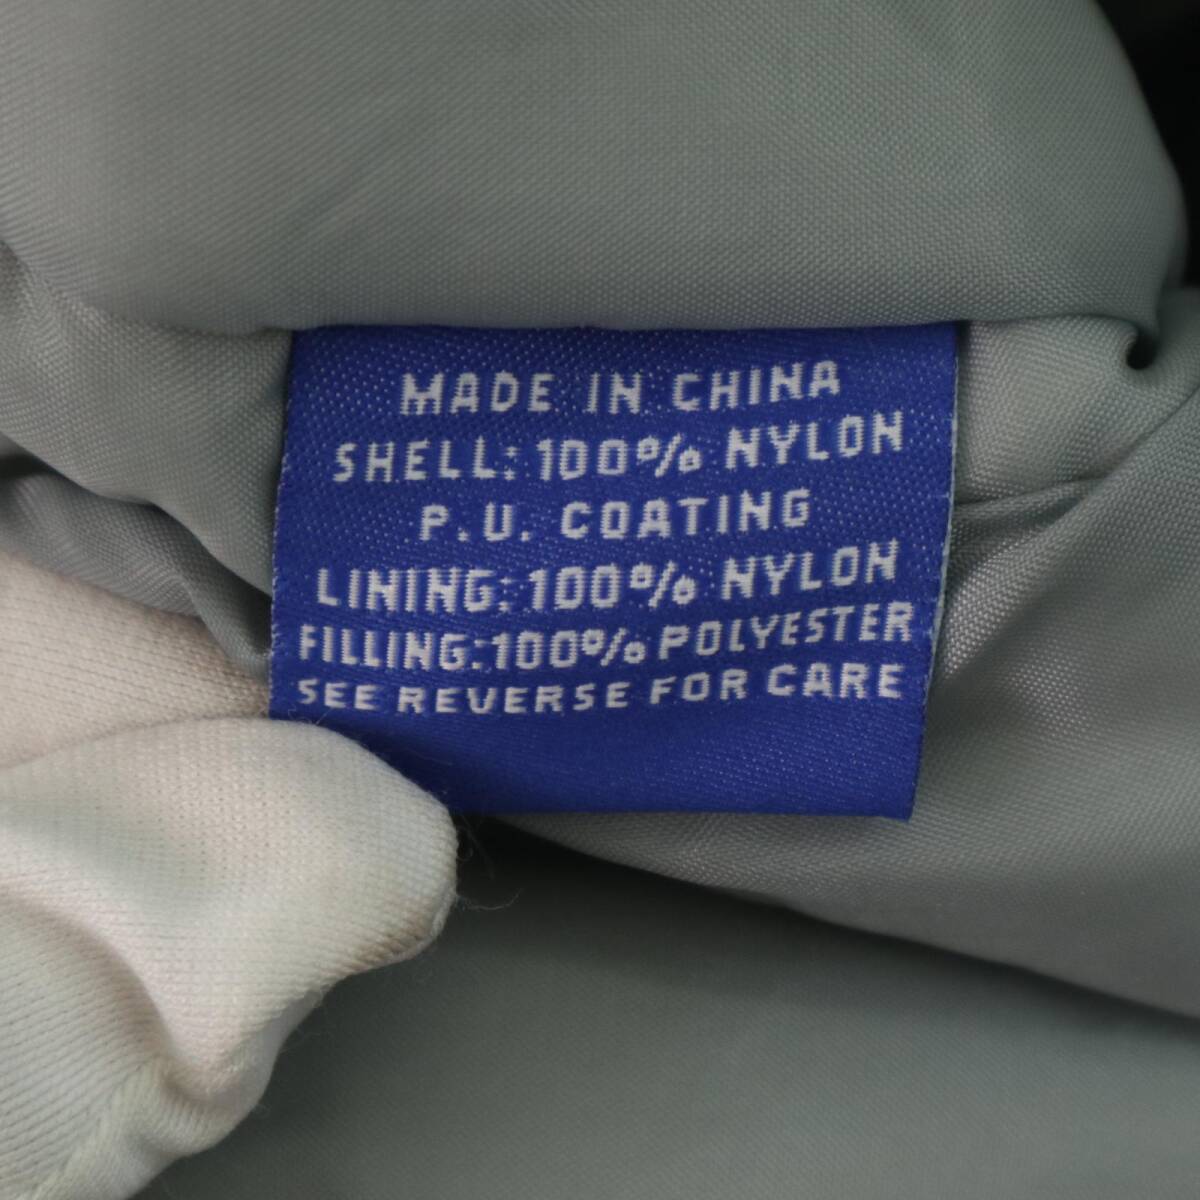 MADE IN CHINA
SHELL: 100% NYLON
P.U. COATING
LINING: 100% NYLON
FILLING: 100% POLYESTER
SEE REVERSE FOR CARE